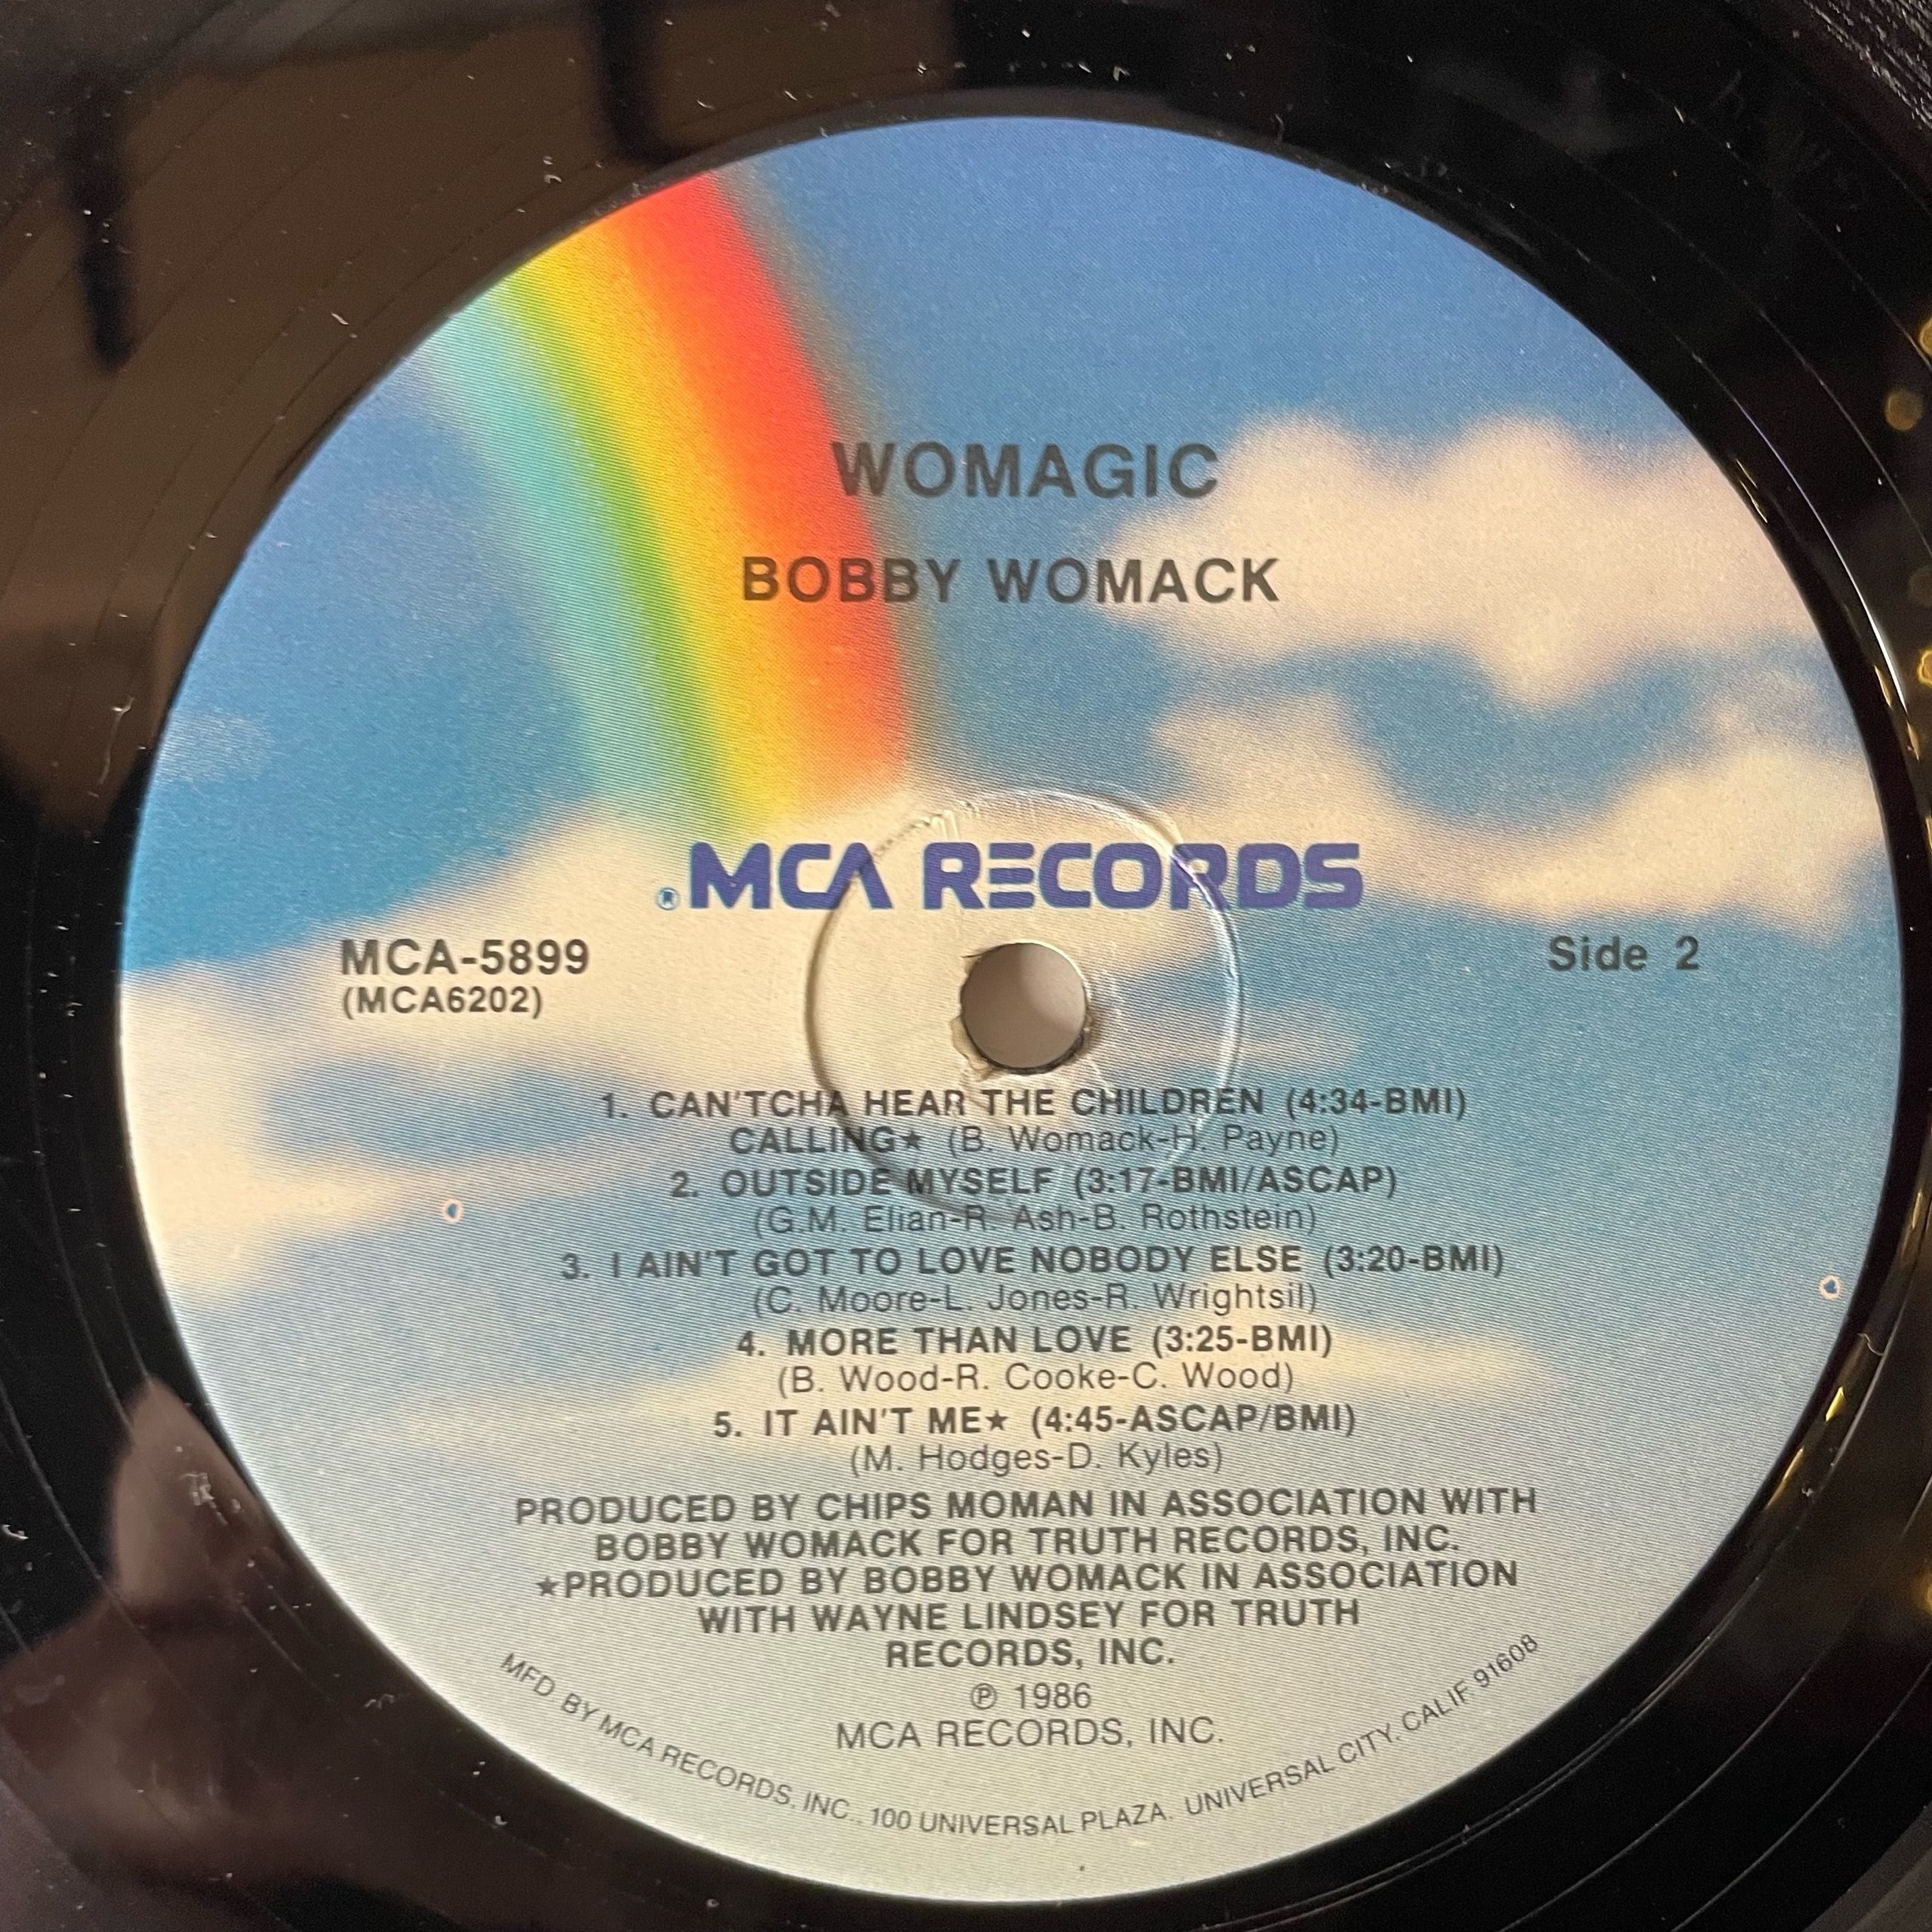 WOMAGIC
BOBBY WOMACK
® MCA RECORDS
MCA-5899
(MCA6202)
Side 2
1. CAN'TCHA HEAR THE CHILDREN (4:34-BMI)
CALLING★ (B. Womack-H. Payne)
2. OUTSIDE MYSELF (3:17-BMI/ASCAP)
(G.M. Elian-R. Ash-B. Rothstein)
3. I AIN'T GOT TO LOVE NOBODY ELSE (3:20-BMI)
(C. Moore-L. Jones-R. Wrightsil)
4. MORE THAN LOVE (3:25-BMI)
(B. Wood-R. Cooke-C. Wood)
5. IT AIN'T ME★ (4:45-ASCAP/BMI)
(M. Hodges-D. Kyles)
PRODUCED BY CHIPS MOMAN IN ASSOCIATION WITH
BOBBY WOMACK FOR TRUTH RECORDS, INC.
★PRODUCED BY BOBBY WOMACK IN ASSOCIATION
WITH WAYNE LINDSEY FOR TRUTH
RECORDS, INC.
℗ 1986
MCA RECORDS, INC.
MFD. BY MCA RECORDS, INC., 100 UNIVERSAL PLAZA, UNIVERSAL CITY, CALIF. 91608